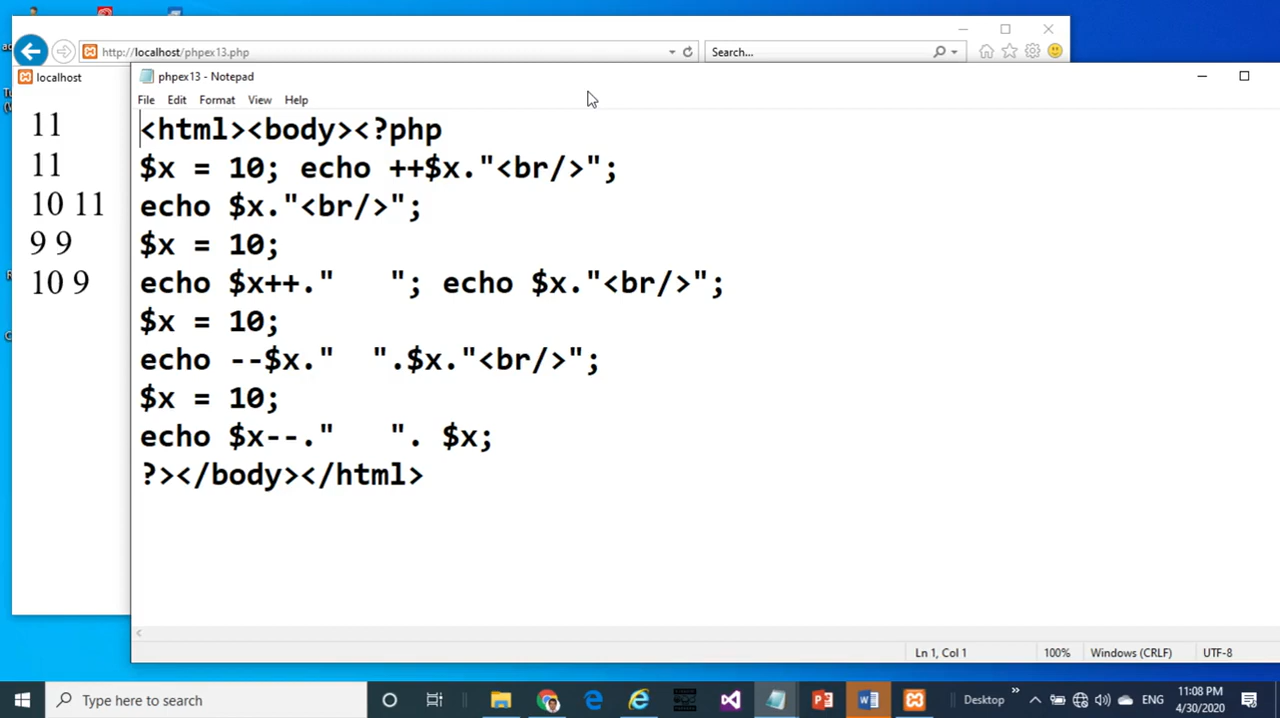 http://localhost/phpex13.php
Search...
localhost
phpex13 - Notepad
File Edit Format View Help
11
11
10 11
9 9
10 9
<html><body><?php
$x = 10; echo ++$x."<br/>";
echo $x."<br/>";
$x = 10;
echo $x++."   "; echo $x."<br/>";
$x = 10;
echo --$x."  ".$x."<br/>";
$x = 10;
echo $x--."   ". $x;
?></body></html>
Ln 1, Col 1
100%
Windows (CRLF)
UTF-8
Type here to search
Desktop
ENG
11:08 PM
4/30/2020